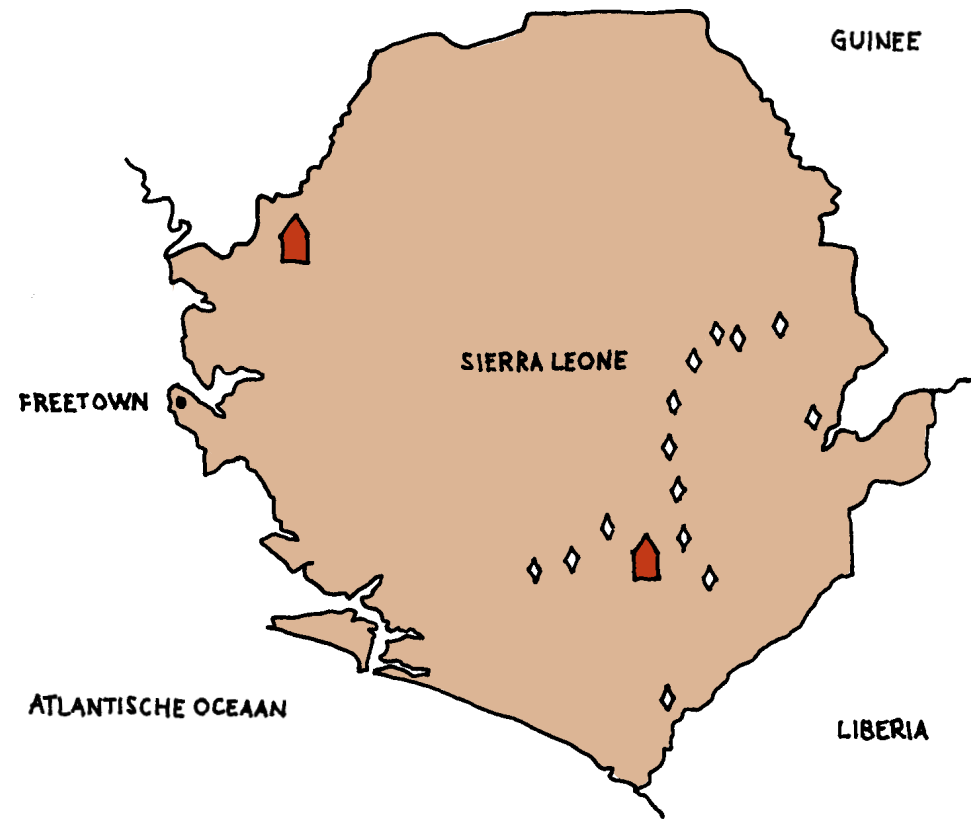 GUINEE
SIERRA LEONE
FREETOWN
ATLANTISCHE OCEAAN
LIBERIA